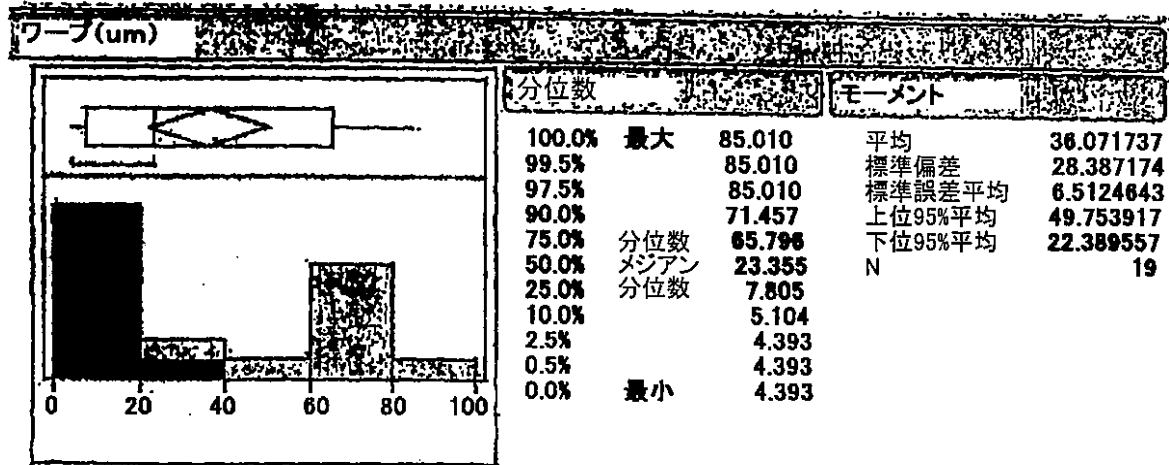 ワープ(um)
分位数
100.0% 最大 85.010
99.5% 85.010
97.5% 85.010
90.0% 71.457
75.0% 分位数 65.796
50.0% メジアン 23.355
25.0% 分位数 7.805
10.0% 5.104
2.5% 4.393
0.5% 4.393
0.0% 最小 4.393
モーメント
平均 36.071737
標準偏差 28.387174
標準誤差平均 6.5124643
上位95%平均 49.753917
下位95%平均 22.389557
N 19
0 20 40 60 80 100